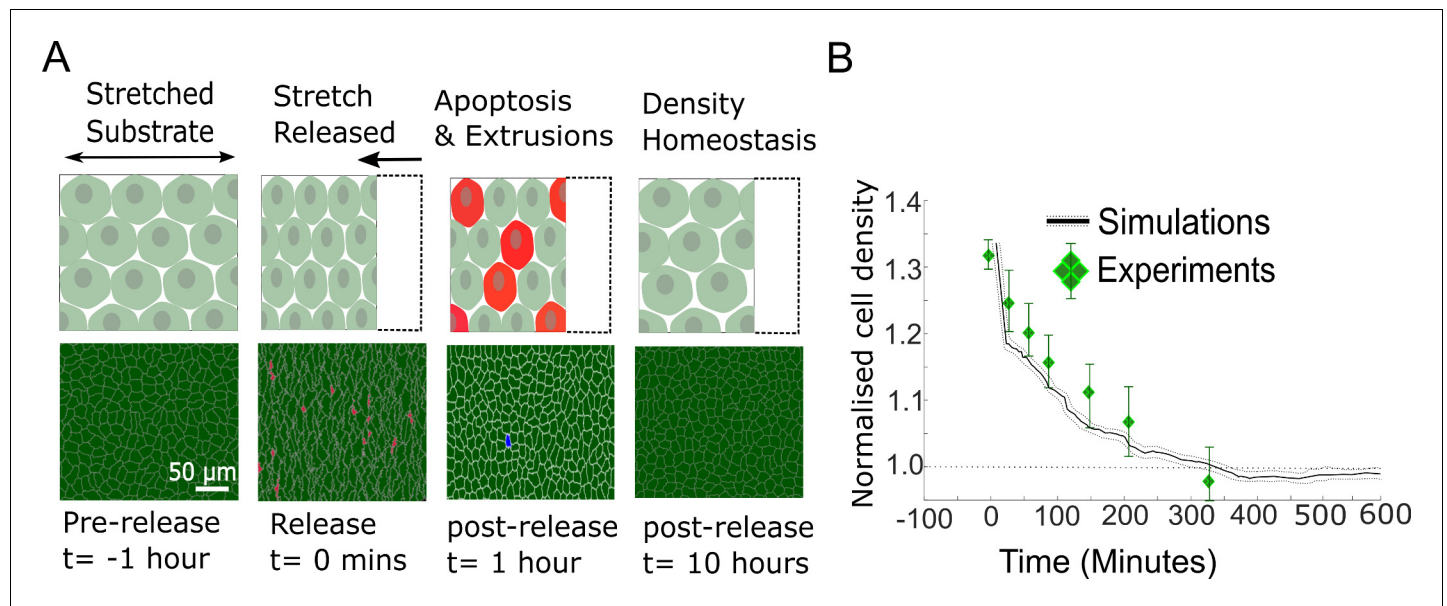 A
Stretched
Substrate
Stretch
Released
Apoptosis
& Extrusions
Density
Homeostasis
50 µm
Pre-release
t= -1 hour
Release
t= 0 mins
post-release
t= 1 hour
post-release
t= 10 hours
B
Normalised cell density
1.4
1.3
1.2
1.1
1.0
Simulations
Experiments
-100 0 100 200 300 400 500 600
Time (Minutes)